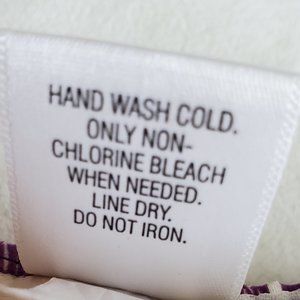 HAND WASH COLD.
ONLY NON-
CHLORINE BLEACH
WHEN NEEDED.
LINE DRY.
DO NOT IRON.